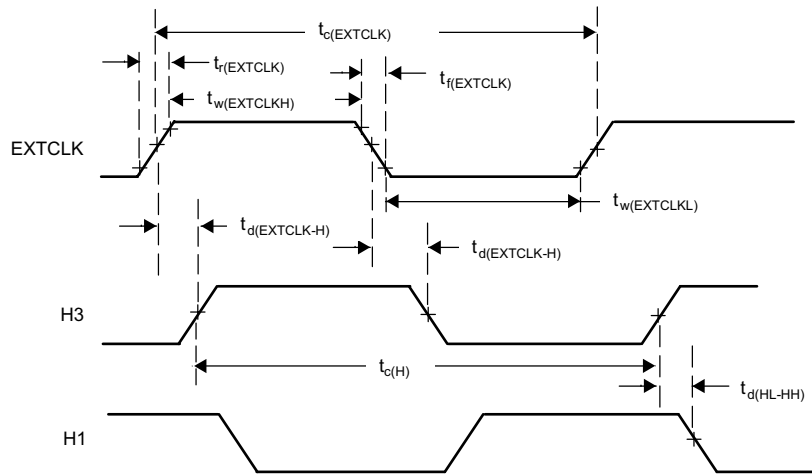 tc(EXTCLK)
tr(EXTCLK)
tf(EXTCLK)
tw(EXTCLKH)
EXTCLK
tw(EXTCLKL)
td(EXTCLK-H)
td(EXTCLK-H)
H3
tc(H)
td(HL-HH)
H1